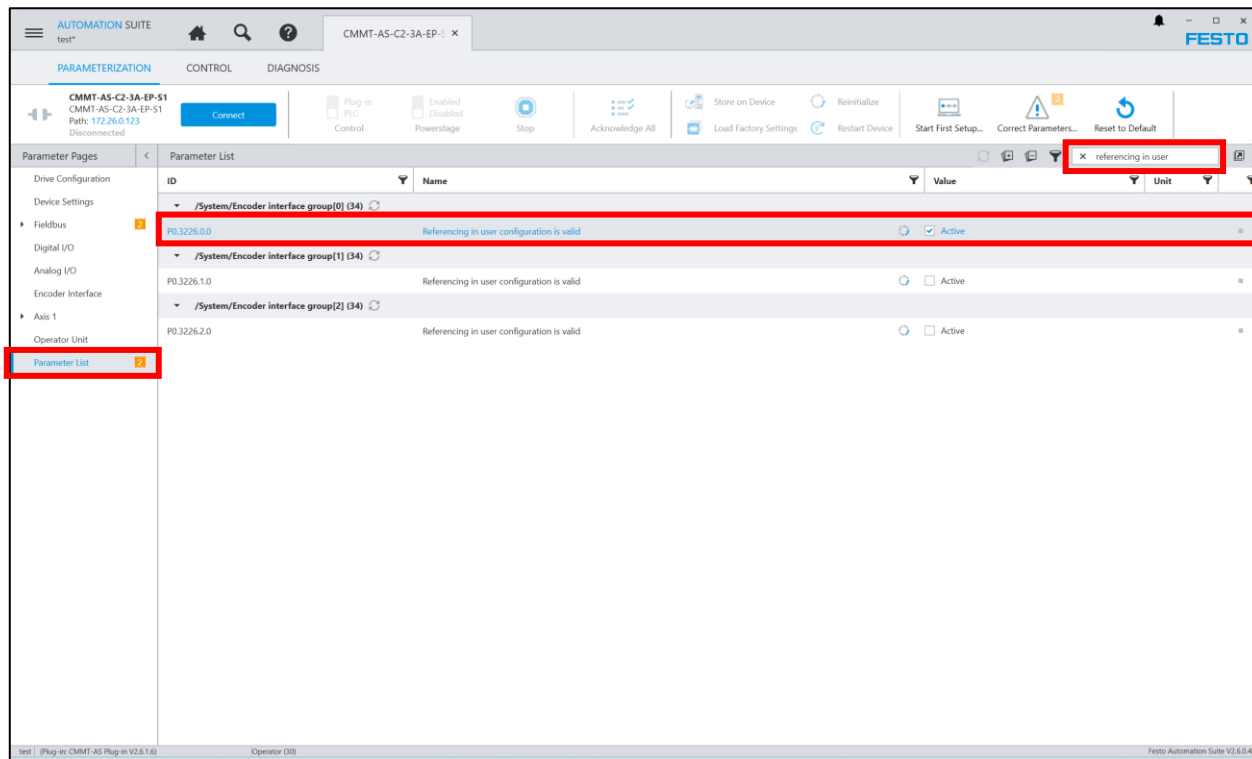 AUTOMATION SUITE
test*
CMMT-AS-C2-3A-EP-S ×
FESTO
PARAMETERIZATION CONTROL DIAGNOSIS
CMMT-AS-C2-3A-EP-S1
CMMT-AS-C2-3A-EP-S1
Path: 172.26.0.123
Disconnected
Connect
Plug-in
PLC
Control
Enabled
Disabled
Powerstage
Stop
Acknowledge All
Store on Device
Load Factory Settings
Reinitialize
Restart Device
Start First Setup...
2
Correct Parameters...
Reset to Default
Parameter Pages
Parameter List
× referencing in user
Drive Configuration
Device Settings
Fieldbus 2
Digital I/O
Analog I/O
Encoder Interface
Axis 1
Operator Unit
Parameter List 2
ID Name Value Unit
/System/Encoder interface group[0] (34)
P0.3226.0.0 Referencing in user configuration is valid Active
/System/Encoder interface group[1] (34)
P0.3226.1.0 Referencing in user configuration is valid Active
/System/Encoder interface group[2] (34)
P0.3226.2.0 Referencing in user configuration is valid Active
test (Plug-in: CMMT-AS Plug-in V2.6.1.6) Operator (30) Festo Automation Suite V2.6.0.4